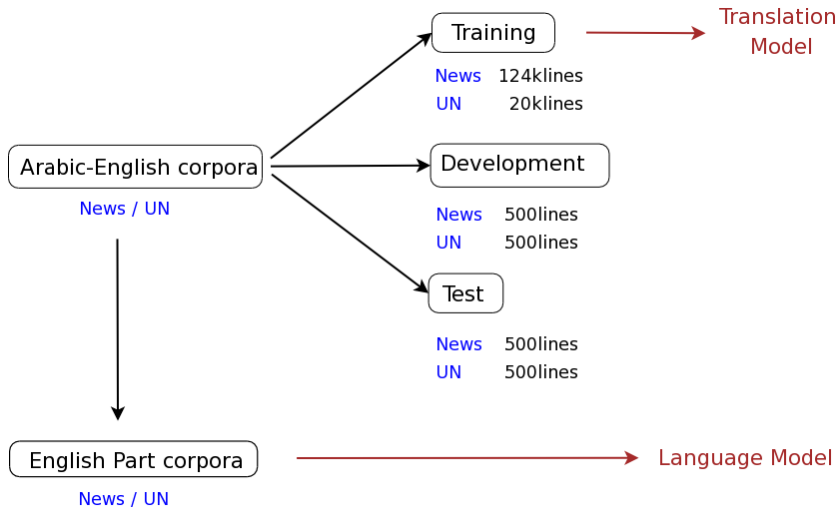 Training
Translation
Model
News 124klines
UN 20klines
Arabic-English corpora
News / UN
Development
News 500lines
UN 500lines
Test
News 500lines
UN 500lines
English Part corpora
News / UN
Language Model